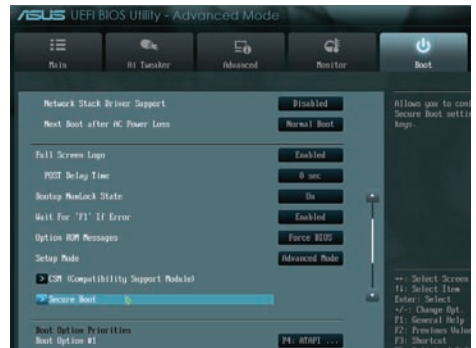 ASUS UEFI BIOS Utility - Advanced Mode
Main
Ai Tweaker
Advanced
Monitor
Boot
Network Stack Driver Support
Disabled
Next Boot after AC Power Loss
Normal Boot
Full Screen Logo
Enabled
POST Delay Time
0 sec
Bootup NumLock State
On
Wait For 'F1' If Error
Enabled
Option ROM Messages
Force BIOS
Setup Mode
Advanced Mode
> CSM (Compatibility Support Module)
> Secure Boot
Boot Option Priorities
Boot Option #1
P4: ATAPI ...
Allows you to con
Secure Boot setti
keys.
→←: Select Screen
↑↓: Select Item
Enter: Select
+/-: Change Opt.
F1: General Help
F2: Previous Value
F3: Shortcut